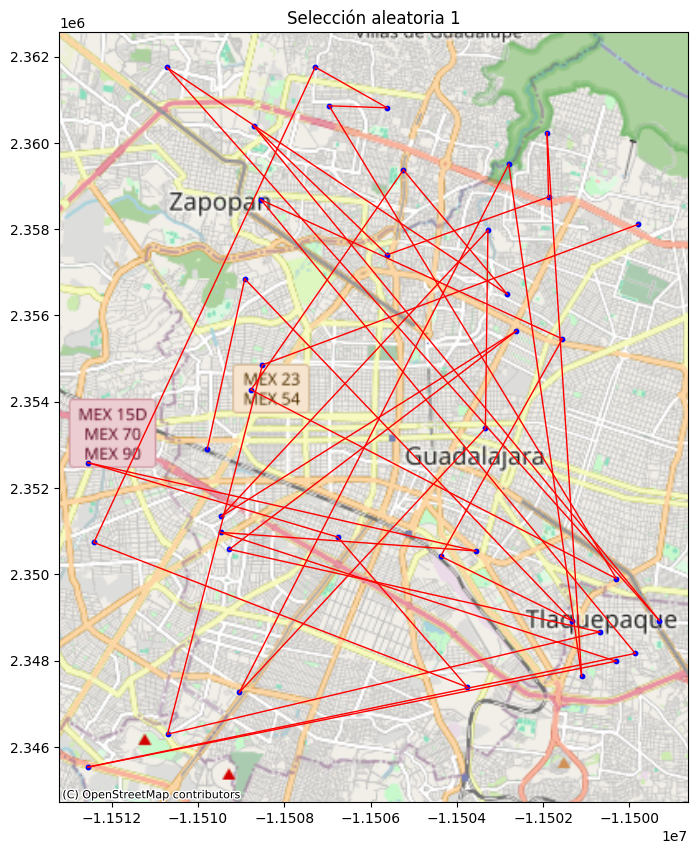 Selección aleatoria 1
1e6
Villas de Guadalupe
2.362
2.360
Zapopan
2.358
2.356
MEX 23
MEX 54
2.354
MEX 15D
MEX 70
MEX 90
Guadalajara
2.352
2.350
Tlaquepaque
2.348
2.346
(C) OpenStreetMap contributors
−1.1512
−1.1510
−1.1508
−1.1506
−1.1504
−1.1502
−1.1500
1e7